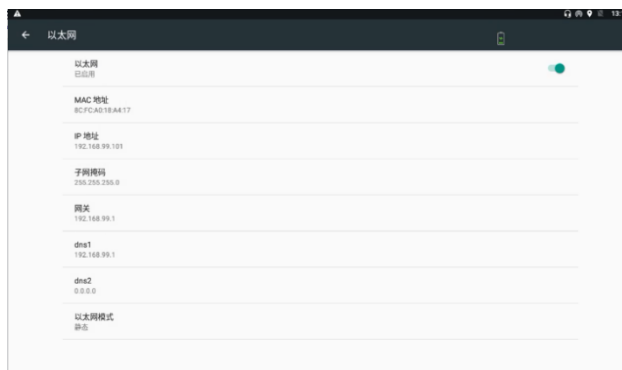 13:
以太网
以太网
已启用
MAC 地址
8C:FC:A0:18:A4:17
IP 地址
192.168.99.101
子网掩码
255.255.255.0
网关
192.168.99.1
dns1
192.168.99.1
dns2
0.0.0.0
以太网模式
静态